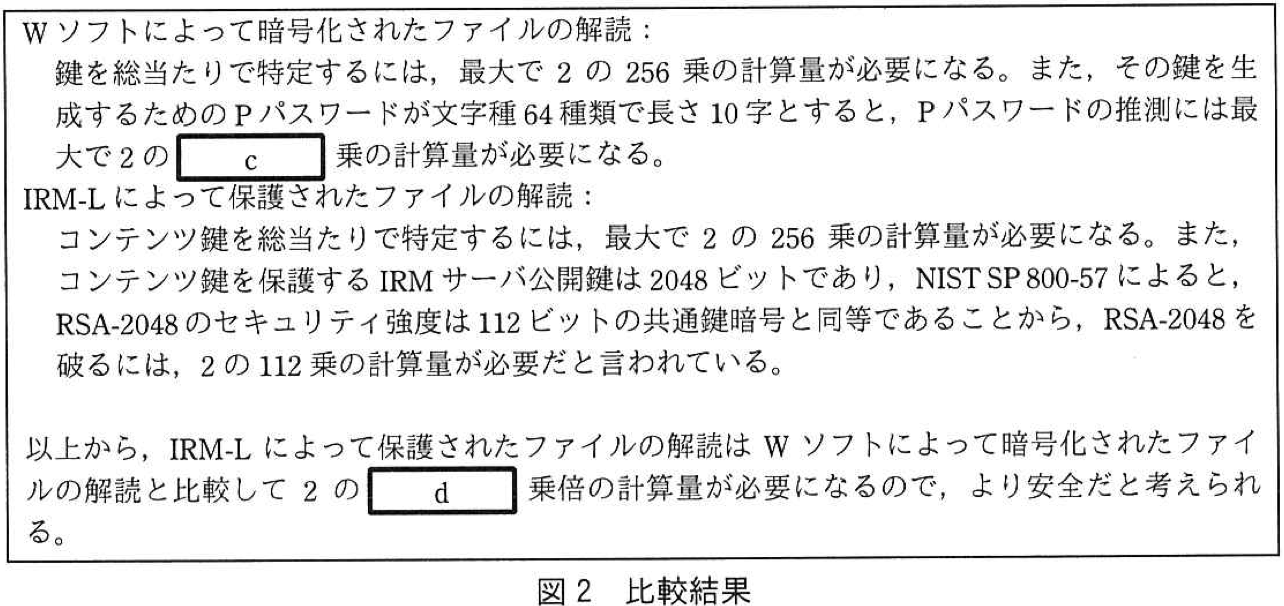 Wソフトによって暗号化されたファイルの解読：
鍵を総当たりで特定するには，最大で 2 の 256 乗の計算量が必要になる。また，その鍵を生
成するためのPパスワードが文字種64種類で長さ10字とすると，Pパスワードの推測には最
大で2の c 乗の計算量が必要になる。
IRM-Lによって保護されたファイルの解読：
コンテンツ鍵を総当たりで特定するには，最大で 2 の 256 乗の計算量が必要になる。また，
コンテンツ鍵を保護する IRM サーバ公開鍵は 2048 ビットであり，NIST SP 800-57 によると，
RSA-2048 のセキュリティ強度は 112 ビットの共通鍵暗号と同等であることから，RSA-2048 を
破るには，2 の 112 乗の計算量が必要だと言われている。
以上から，IRM-L によって保護されたファイルの解読は W ソフトによって暗号化されたファイ
ルの解読と比較して 2 の d 乗倍の計算量が必要になるので，より安全だと考えられ
る。
図2 比較結果